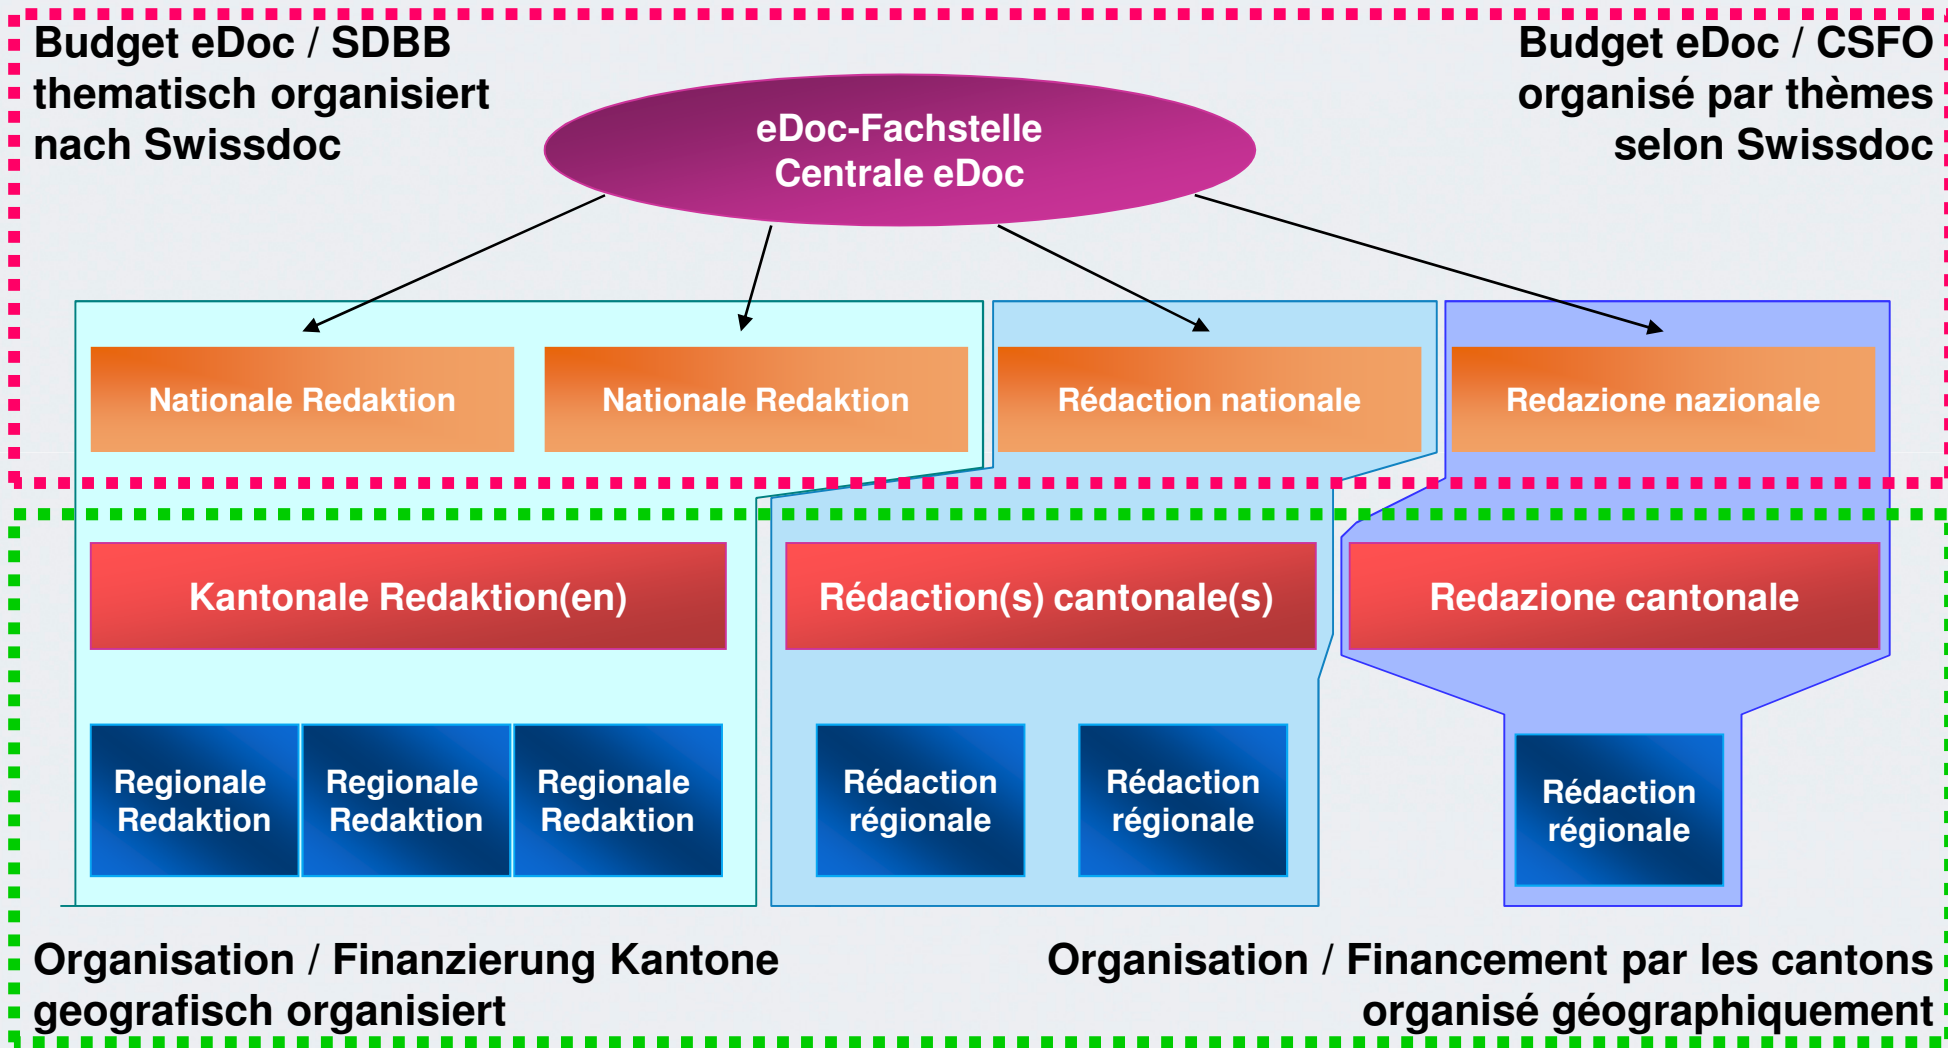 Budget eDoc / SDBB
thematisch organisiert
nach Swissdoc
Budget eDoc / CSFO
organisé par thèmes
selon Swissdoc
eDoc-Fachstelle
Centrale eDoc
Nationale Redaktion
Nationale Redaktion
Rédaction nationale
Redazione nazionale
Kantonale Redaktion(en)
Rédaction(s) cantonale(s)
Redazione cantonale
Regionale
Redaktion
Regionale
Redaktion
Regionale
Redaktion
Rédaction
régionale
Rédaction
régionale
Rédaction
régionale
Organisation / Finanzierung Kantone
geografisch organisiert
Organisation / Financement par les cantons
organisé géographiquement